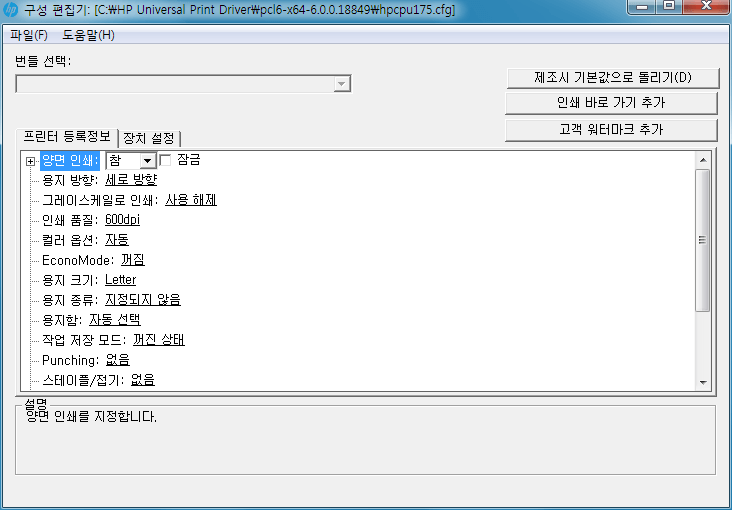 구성 편집기: [C:₩HP Universal Print Driver₩pcl6-x64-6.0.0.18849₩hpcpu175.cfg]
파일(F) 도움말(H)
번들 선택:
제조시 기본값으로 돌리기(D)
인쇄 바로 가기 추가
고객 워터마크 추가
프린터 등록정보 장치 설정
양면 인쇄: 참 잠금
용지 방향: 세로 방향
그레이스케일로 인쇄: 사용 해제
인쇄 품질: 600dpi
컬러 옵션: 자동
EconoMode: 꺼짐
용지 크기: Letter
용지 종류: 지정되지 않음
용지함: 자동 선택
작업 저장 모드: 꺼진 상태
Punching: 없음
스테이플/접기: 없음
설명
양면 인쇄를 지정합니다.